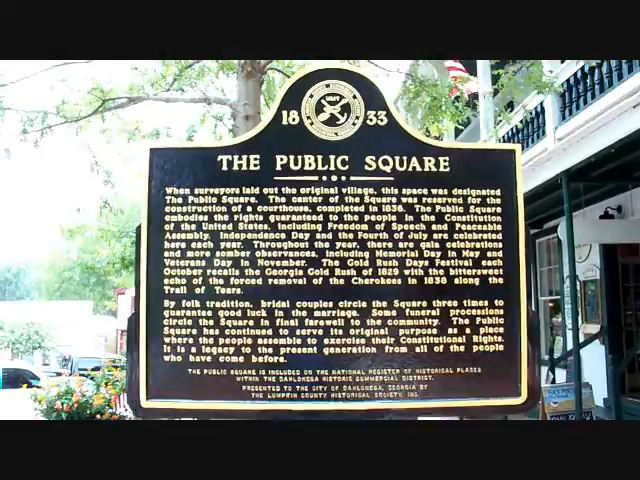 18 33
THE PUBLIC SQUARE
When surveyors laid out the original village, this space was designated
The Public Square. The center of the Square was reserved for the
construction of a courthouse, completed in 1836. The Public Square
embodies the rights guaranteed to the people in the Constitution
of the United States, including Freedom of Speech and Peaceable
Assembly. Independence Day and the Fourth of July are celebrated
here each year. Throughout the year, there are gala celebrations
and more somber observances, including Memorial Day in May and
Veterans Day in November. The Gold Rush Days Festival each
October recalls the Georgia Gold Rush of 1829 with the bittersweet
echo of the forced removal of the Cherokees in 1838 along the
Trail of Tears.
By folk tradition, bridal couples circle the Square three times to
guarantee good luck in the marriage. Some funeral processions
circle the Square in final farewell to the community. The Public
Square has continued to serve its original purpose as a place
where the people assemble to exercise their Constitutional Rights.
It is a legacy to the present generation from all of the people
who have come before.
THE PUBLIC SQUARE IS INCLUDED ON THE NATIONAL REGISTER OF HISTORICAL PLACES
WITHIN THE DAHLONEGA HISTORIC COMMERCIAL DISTRICT.
PRESENTED TO THE CITY OF DAHLONEGA, GEORGIA BY
THE LUMPKIN COUNTY HISTORICAL SOCIETY, INC.